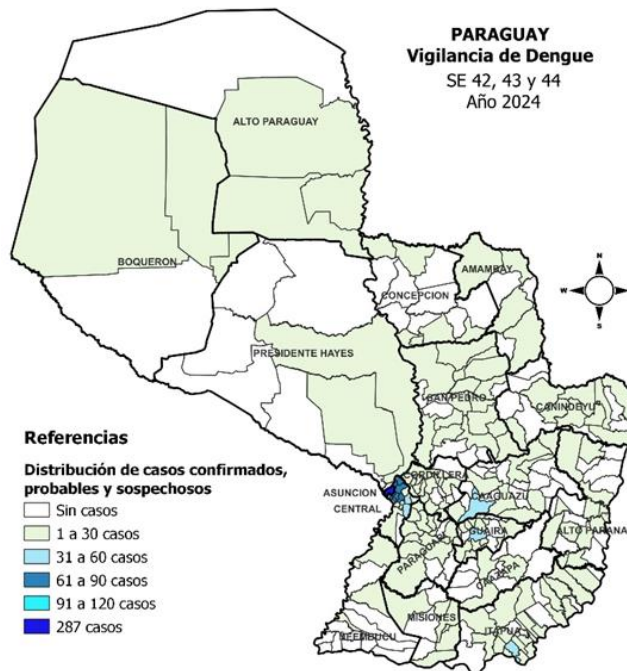 PARAGUAY
Vigilancia de Dengue
SE 42, 43 y 44
Año 2024
ALTO PARAGUAY
BOQUERON
AMAMBAY
CONCEPCION
N
W
E
S
PRESIDENTE HAYES
SAN PEDRO
CANINDEYU
CORDILLERA
ASUNCION
CAAGUAZU
CENTRAL
ALTO PARANA
GUAIRA
PARAGUARI
CAAZAPA
MISIONES
ITAPUA
ÑEEMBUCU
Referencias
Distribución de casos confirmados,
probables y sospechosos
Sin casos
1 a 30 casos
31 a 60 casos
61 a 90 casos
91 a 120 casos
287 casos